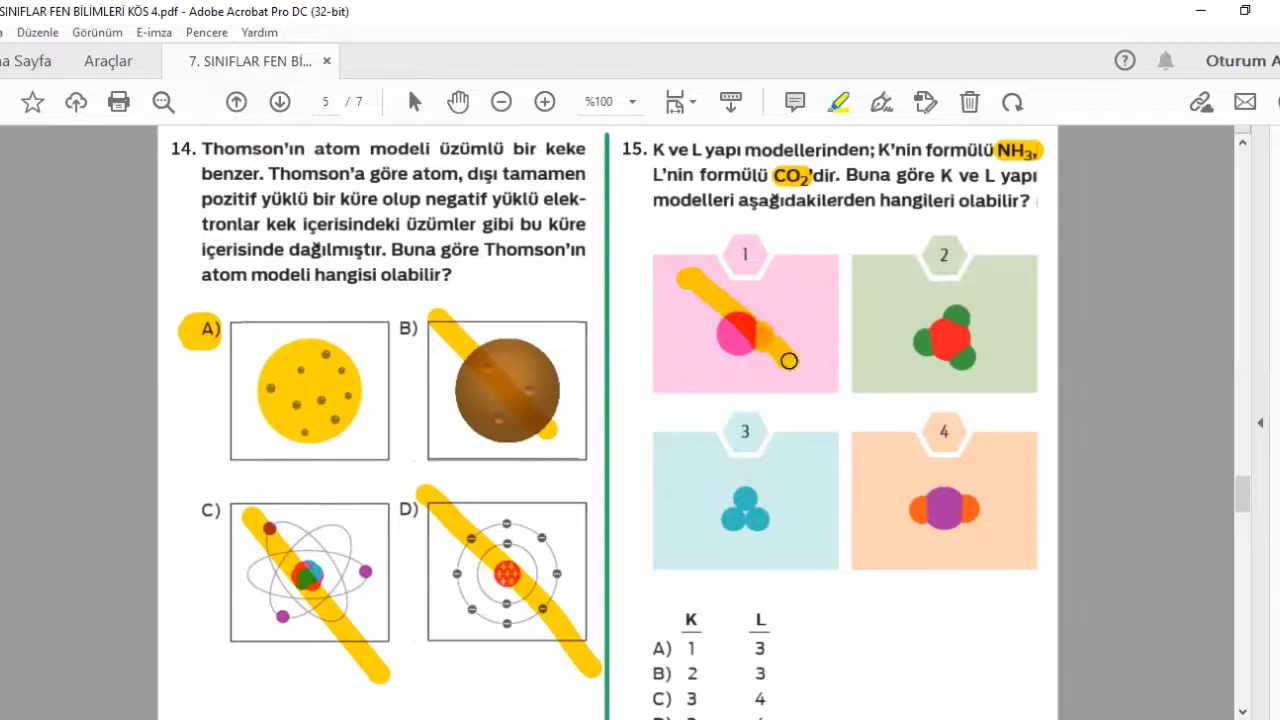 SINIFLAR FEN BİLİMLERİ KÖS 4.pdf - Adobe Acrobat Pro DC (32-bit)
Düzenle Görünüm E-imza Pencere Yardım
a Sayfa Araçlar 7. SINIFLAR FEN Bİ... × ? Oturum A
5 / 7 %100
14. Thomson’ın atom modeli üzümlü bir keke
benzer. Thomson’a göre atom, dışı tamamen
pozitif yüklü bir küre olup negatif yüklü elek-
tronlar kek içerisindeki üzümler gibi bu küre
içerisinde dağılmıştır. Buna göre Thomson’ın
atom modeli hangisi olabilir?
A) B)
C) D)
15. K ve L yapı modellerinden; K’nin formülü NH₃,
L’nin formülü CO₂’dir. Buna göre K ve L yapı
modelleri aşağıdakilerden hangileri olabilir?
1 2
3 4
K L
A) 1 3
B) 2 3
C) 3 4